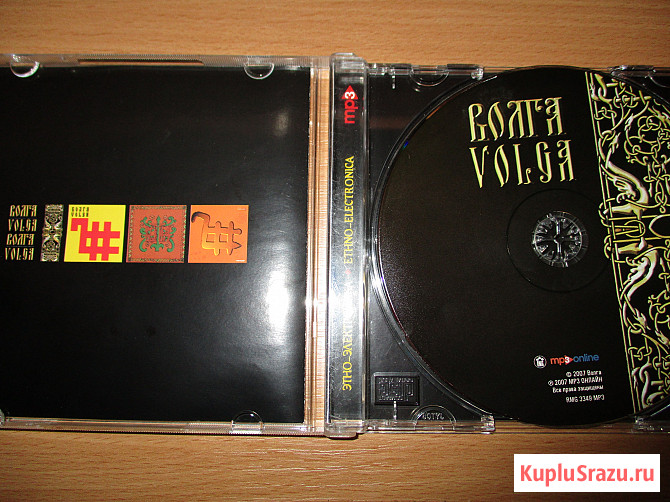 ВОЛГА
VOLGA
ВОЛГА
VOLGA
ВОЛГА
VOLGA
mp3
ETHNO-ELECTRONICA
ЭТНО-ЭЛЕКТ
ВОЛГА
VOLGA
mp3 online
© 2007 Волга
℗ 2007 MP3 ОНЛАЙН
Все права защищены
RMG 3349 MP3
KupluSrazu.ru